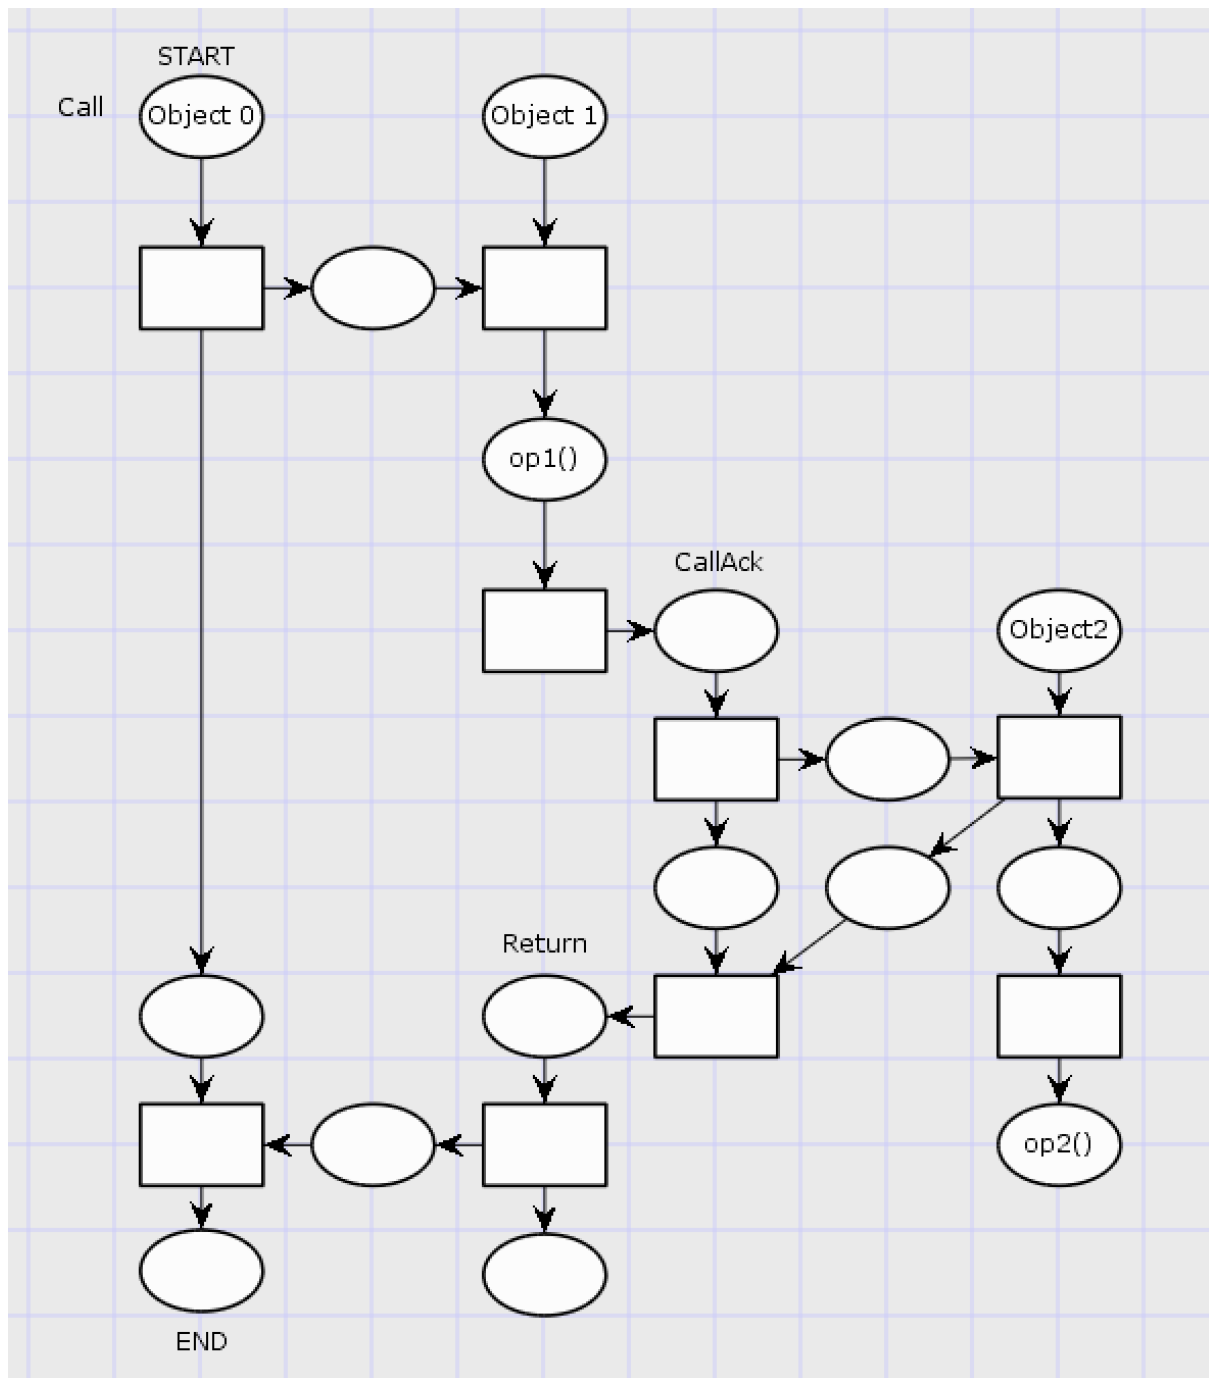 START
Call
Object 0
Object 1
op1()
CallAck
Object2
Return
op2()
END